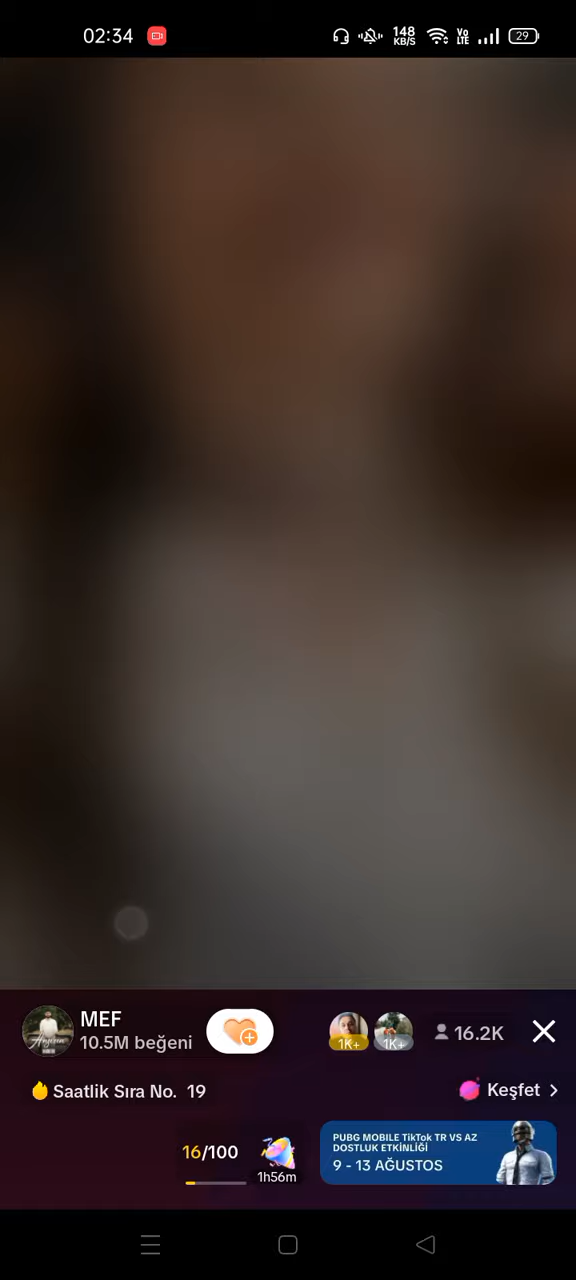 02:34
148
KB/S
Vo
LTE
29
MEF
10.5M beğeni
1K+
1K+
16.2K
Saatlik Sıra No. 19
Keşfet
16/100
1h56m
PUBG MOBILE TikTok TR VS AZ
DOSTLUK ETKİNLİĞİ
9 - 13 AĞUSTOS